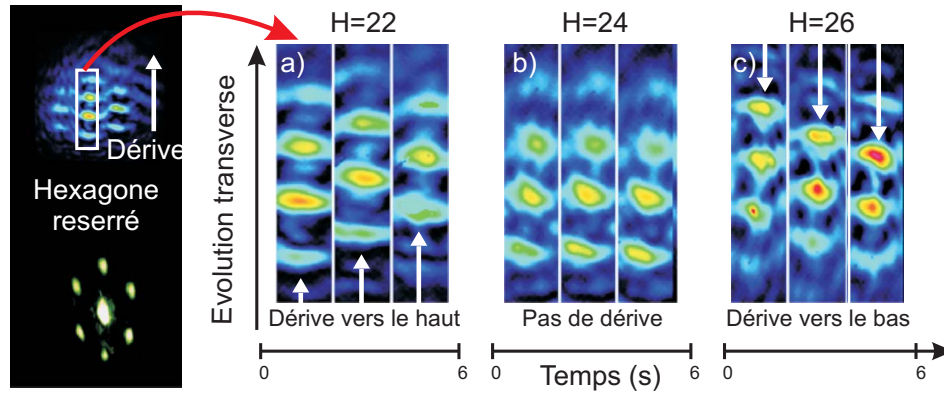 H=22
H=24
H=26
a)
b)
c)
Dérive
Hexagone
reserré
Evolution transverse
Dérive vers le haut
Pas de dérive
Dérive vers le bas
0
6
0
6
0
6
Temps (s)